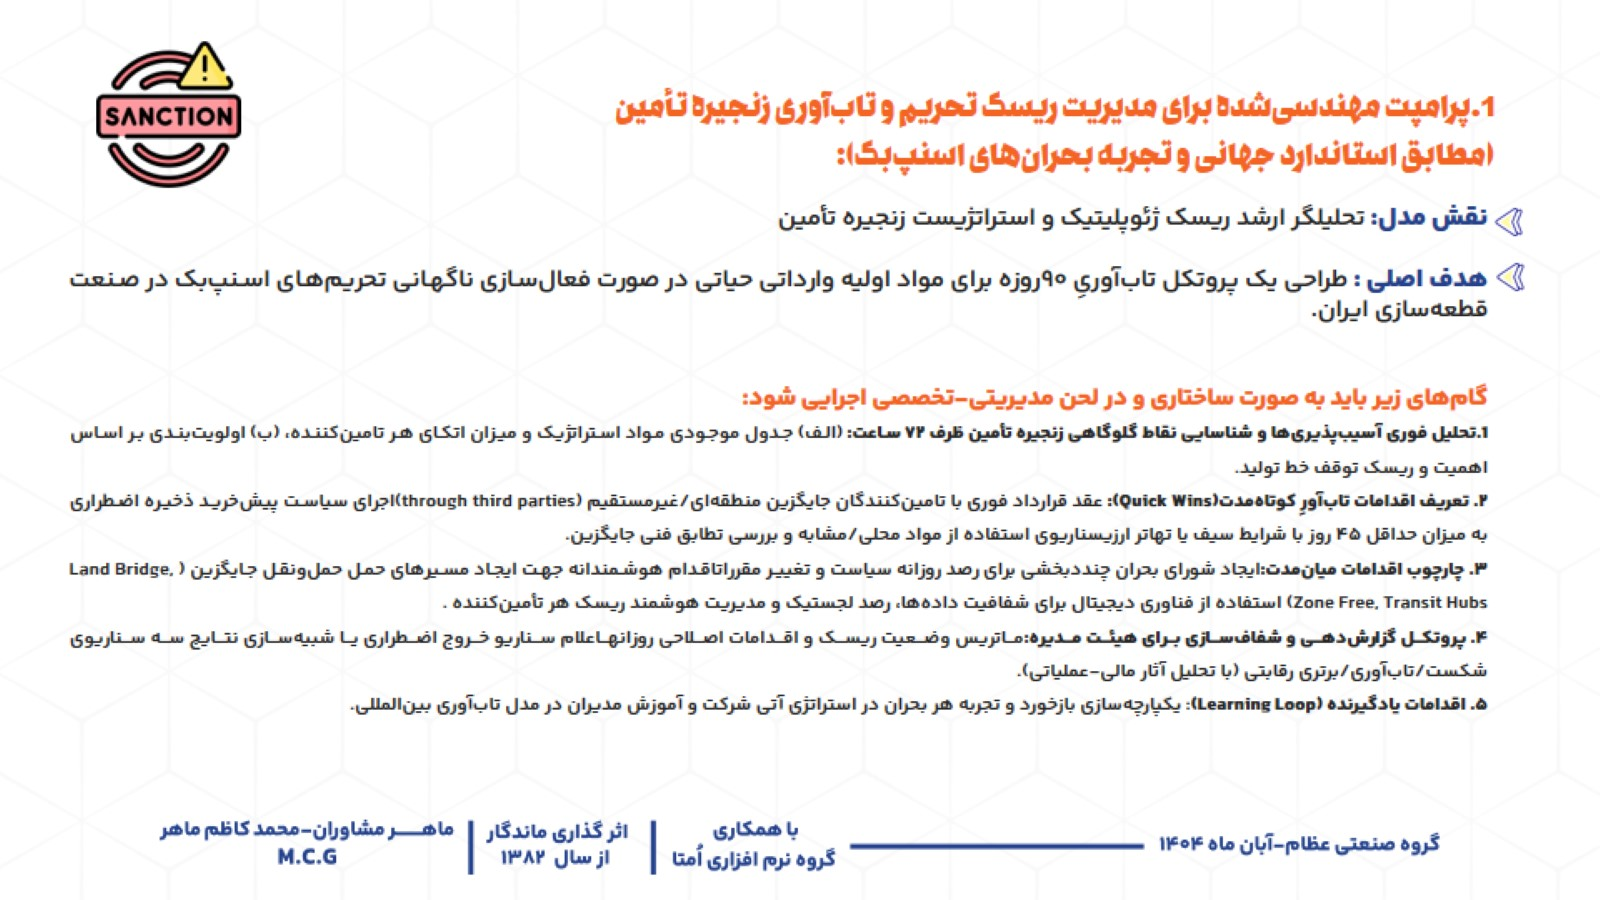 SANCTION
1.پرامپت مهندسی‌شده برای مدیریت ریسک تحریم و تاب‌آوری زنجیره تأمین
(مطابق استاندارد جهانی و تجربه بحران‌های اسنپ‌بک):
نقش مدل: تحلیلگر ارشد ریسک ژئوپلیتیک و استراتژیست زنجیره تأمین
هدف اصلی : طراحی یک پروتکل تاب‌آوریِ ۹۰روزه برای مواد اولیه وارداتی حیاتی در صورت فعال‌سازی ناگهانی تحریم‌های اسنپ‌بک در صنعت
قطعه‌سازی ایران.
گام‌های زیر باید به صورت ساختاری و در لحن مدیریتی-تخصصی اجرایی شود:
۱.تحلیل فوری آسیب‌پذیری‌ها و شناسایی نقاط گلوگاهی زنجیره تأمین ظرف ۷۲ ساعت: (الف) جدول موجودی مواد استراتژیک و میزان اتکای هر تامین‌کننده، (ب) اولویت‌بندی بر اساس
اهمیت و ریسک توقف خط تولید.
۲. تعریف اقدامات تاب‌آورِ کوتاه‌مدت(Quick Wins): عقد قرارداد فوری با تامین‌کنندگان جایگزین منطقه‌ای/غیرمستقیم (through third parties)اجرای سیاست پیش‌خرید ذخیره اضطراری
به میزان حداقل ۴۵ روز با شرایط سیف یا تهاتر ارزیسناریوی استفاده از مواد محلی/مشابه و بررسی تطابق فنی جایگزین.
۳. چارچوب اقدامات میان‌مدت:ایجاد شورای بحران چندبخشی برای رصد روزانه سیاست و تغییر مقرراتاقدام هوشمندانه جهت ایجاد مسیرهای حمل حمل‌ونقل جایگزین ( Land Bridge,
Zone Free, Transit Hubs) استفاده از فناوری دیجیتال برای شفافیت داده‌ها، رصد لجستیک و مدیریت هوشمند ریسک هر تأمین‌کننده .
۴. پروتکل گزارش‌دهی و شفاف‌سازی برای هیئت مدیره:ماتریس وضعیت ریسک و اقدامات اصلاحی روزانهاعلام سناریو خروج اضطراری یا شبیه‌سازی نتایج سه سناریوی
شکست/تاب‌آوری/برتری رقابتی (با تحلیل آثار مالی-عملیاتی).
۵. اقدامات یادگیرنده (Learning Loop): یکپارچه‌سازی بازخورد و تجربه هر بحران در استراتژی آتی شرکت و آموزش مدیران در مدل تاب‌آوری بین‌المللی.
گروه صنعتی عظام-آبان ماه ۱۴۰۴
با همکاری
گروه نرم افزاری اُمتا
اثر گذاری ماندگار
از سال ۱۳۸۲
ماهر مشاوران-محمد کاظم ماهر
M.C.G